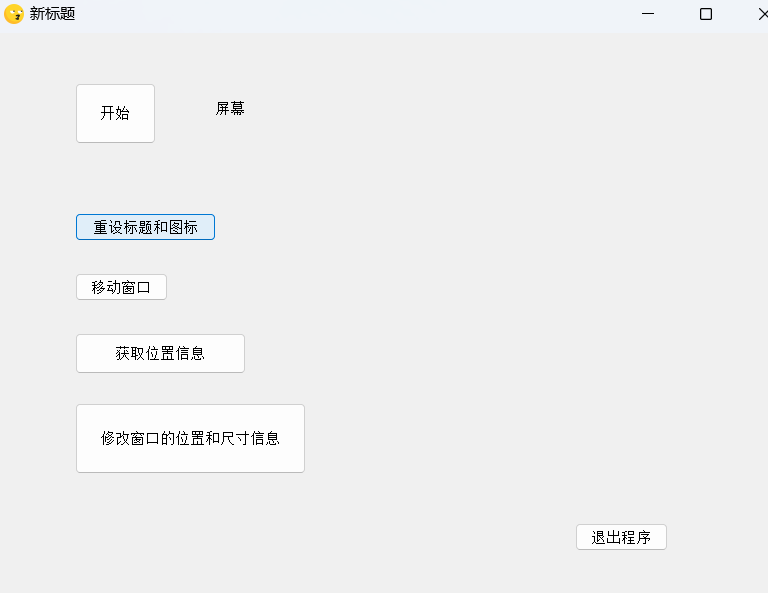 新标题
开始
屏幕
重设标题和图标
移动窗口
获取位置信息
修改窗口的位置和尺寸信息
退出程序